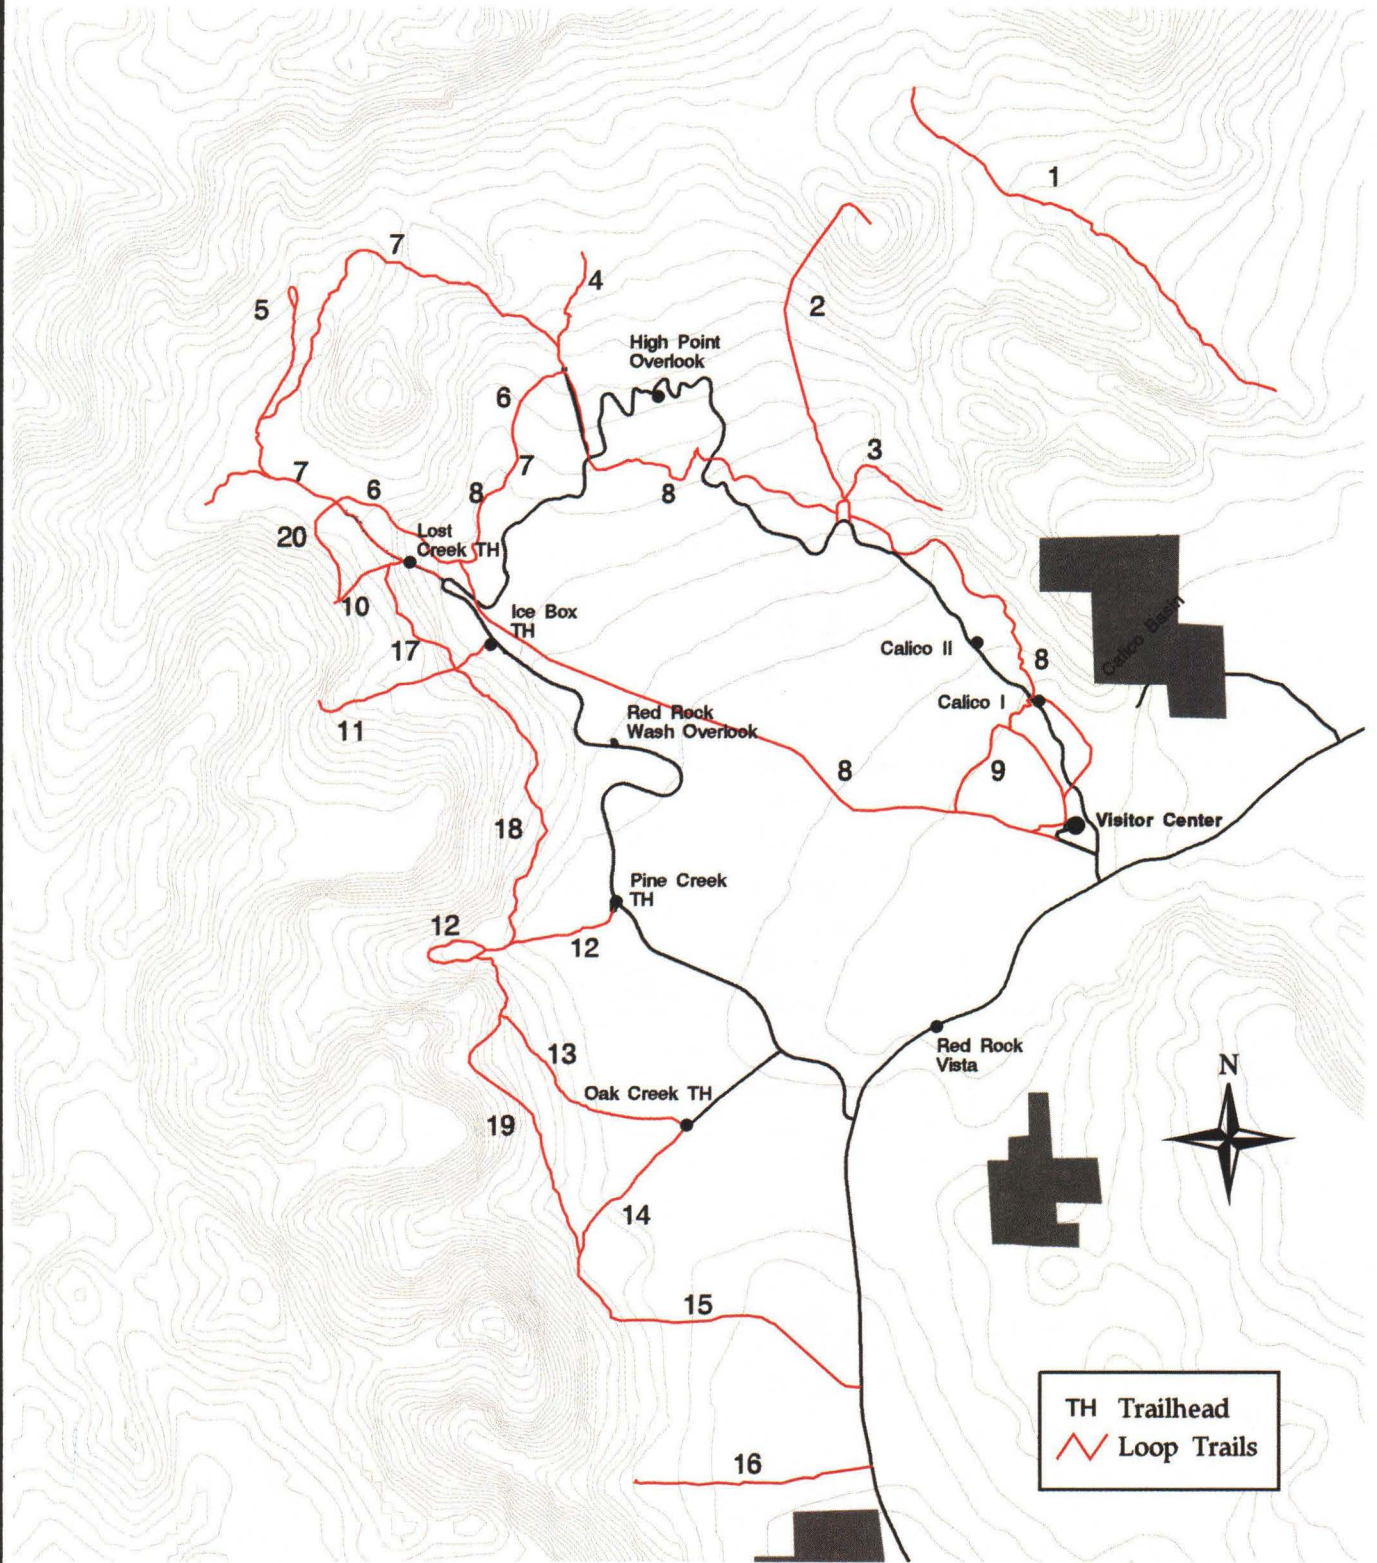 1
7
4
5
2
High Point
Overlook
6
3
7
7
6
8
8
20
Lost
Creek TH
10
Ice Box
TH
17
Calico Basin
Calico II
8
Calico I
11
Red Rock
Wash Overlook
8
9
18
Visitor Center
Pine Creek
TH
12
12
13
Red Rock
Vista
N
Oak Creek TH
19
14
15
TH Trailhead
Loop Trails
16